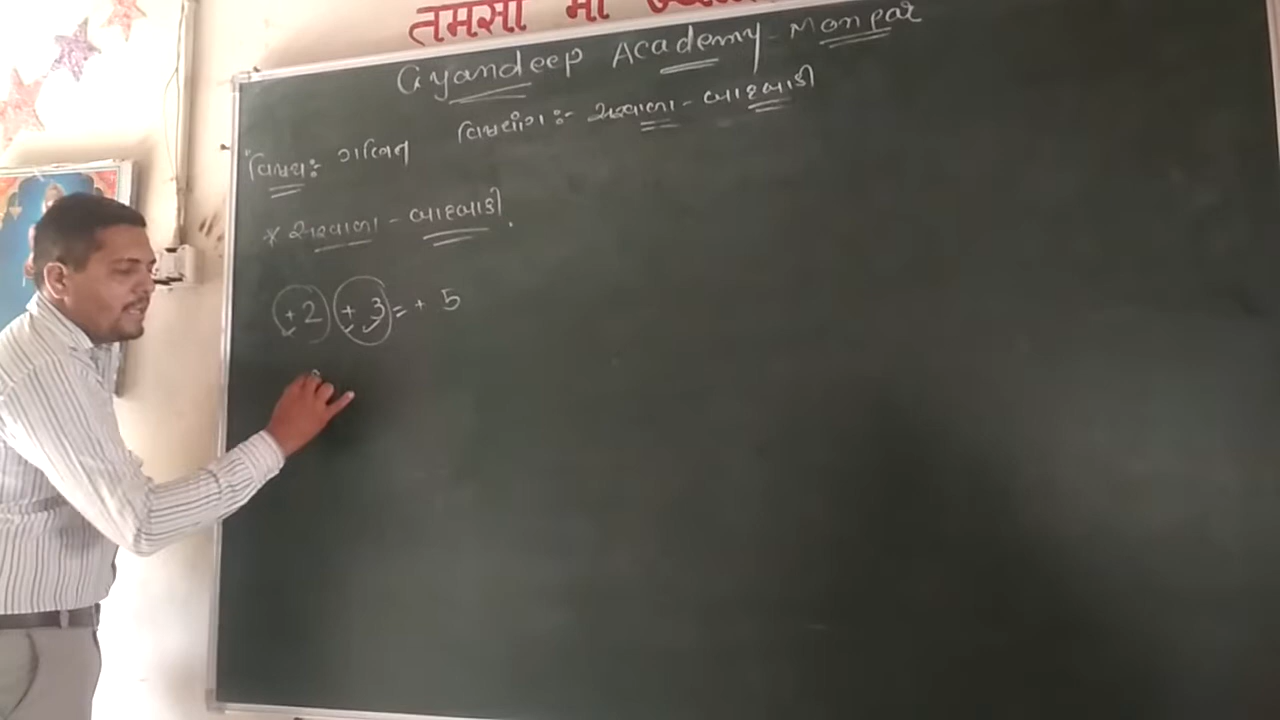 तमसो मा
Gyandeep Academy - Monpar
વિષય:- ગણિત વિષયાંગ :- સરવાળા - બાદબાકી
* સરવાળા - બાદબાકી.
+2 + 3 = + 5